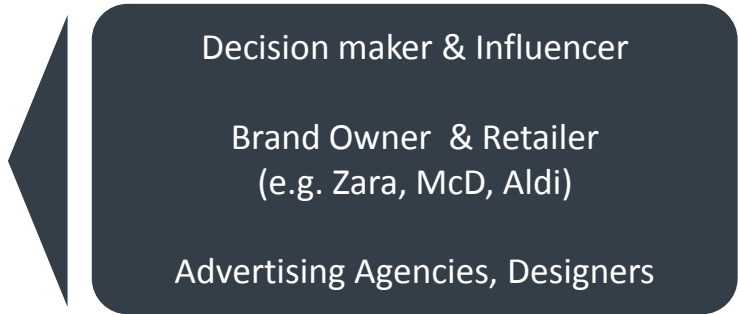 Decision maker & Influencer
Brand Owner & Retailer
(e.g. Zara, McD, Aldi)
Advertising Agencies, Designers